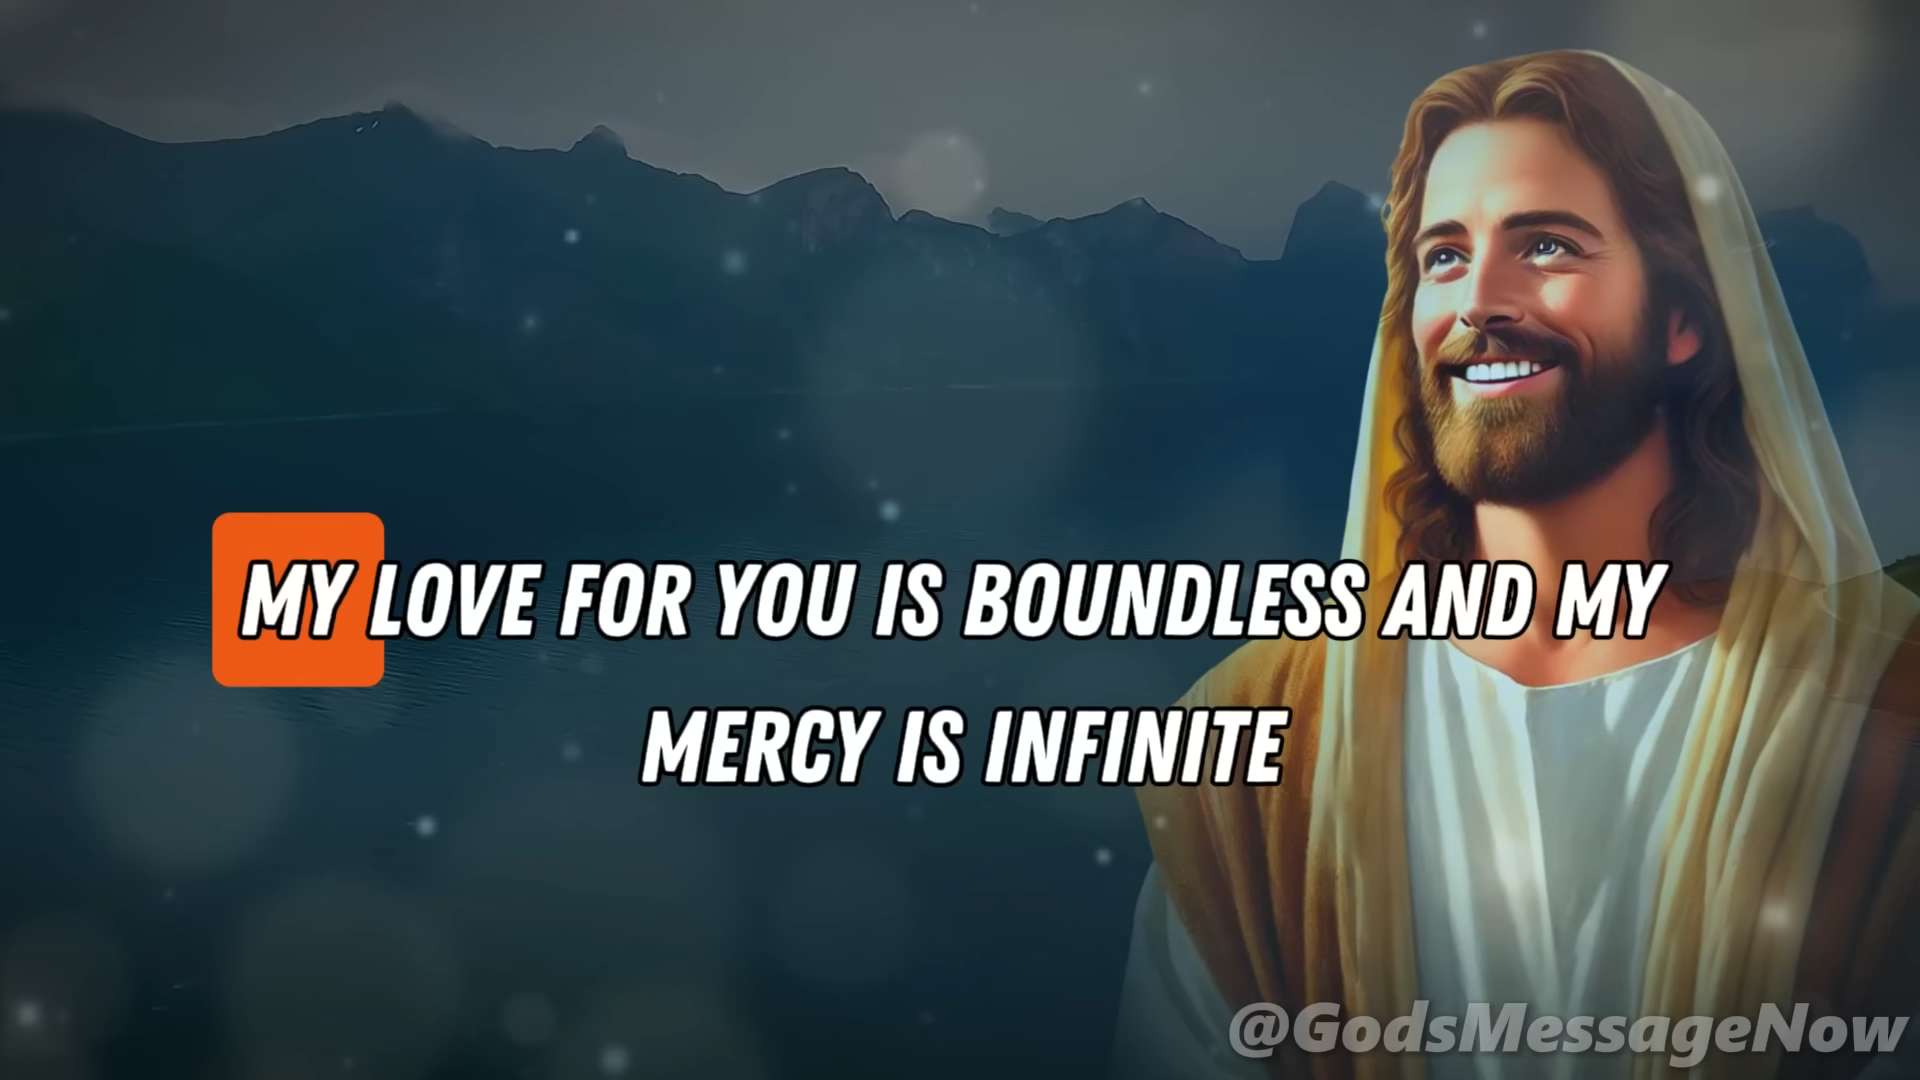 MY LOVE FOR YOU IS BOUNDLESS AND MY
MERCY IS INFINITE
@GodsMessageNow